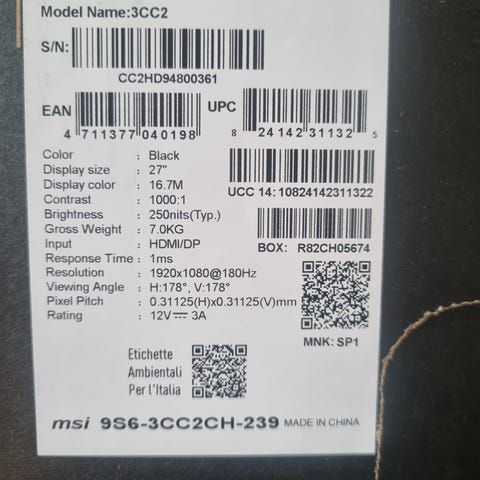 Model Name:3CC2
S/N:
CC2HD94800361
EAN
4 711377 040198
UPC
8 24142 31132 5
Color : Black
Display size : 27"
Display color : 16.7M
Contrast : 1000:1
Brightness : 250nits(Typ.)
Gross Weight : 7.0KG
Input : HDMI/DP
Response Time : 1ms
Resolution : 1920x1080@180Hz
Viewing Angle : H:178°, V:178°
Pixel Pitch : 0.31125(H)x0.31125(V)mm
Rating : 12V⎓ 3A
UCC 14: 10824142311322
BOX: R82CH05674
MNK: SP1
Etichette
Ambientali
Per l'Italia
msi 9S6-3CC2CH-239 MADE IN CHINA